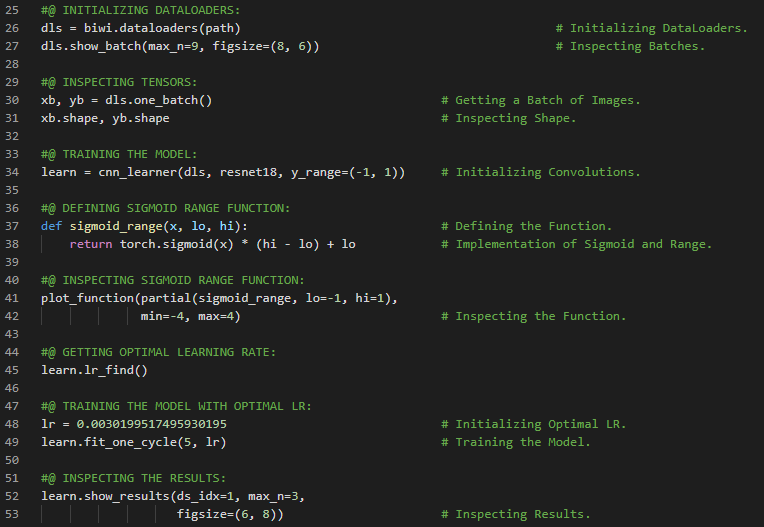 25 #@ INITIALIZING DATALOADERS:
26 dls = biwi.dataloaders(path) # Initializing DataLoaders.
27 dls.show_batch(max_n=9, figsize=(8, 6)) # Inspecting Batches.
28
29 #@ INSPECTING TENSORS:
30 xb, yb = dls.one_batch() # Getting a Batch of Images.
31 xb.shape, yb.shape # Inspecting Shape.
32
33 #@ TRAINING THE MODEL:
34 learn = cnn_learner(dls, resnet18, y_range=(-1, 1)) # Initializing Convolutions.
35
36 #@ DEFINING SIGMOID RANGE FUNCTION:
37 def sigmoid_range(x, lo, hi): # Defining the Function.
38     return torch.sigmoid(x) * (hi - lo) + lo # Implementation of Sigmoid and Range.
39
40 #@ INSPECTING SIGMOID RANGE FUNCTION:
41 plot_function(partial(sigmoid_range, lo=-1, hi=1),
42               min=-4, max=4) # Inspecting the Function.
43
44 #@ GETTING OPTIMAL LEARNING RATE:
45 learn.lr_find()
46
47 #@ TRAINING THE MODEL WITH OPTIMAL LR:
48 lr = 0.0030199517495930195 # Initializing Optimal LR.
49 learn.fit_one_cycle(5, lr) # Training the Model.
50
51 #@ INSPECTING THE RESULTS:
52 learn.show_results(ds_idx=1, max_n=3,
53                    figsize=(6, 8)) # Inspecting Results.